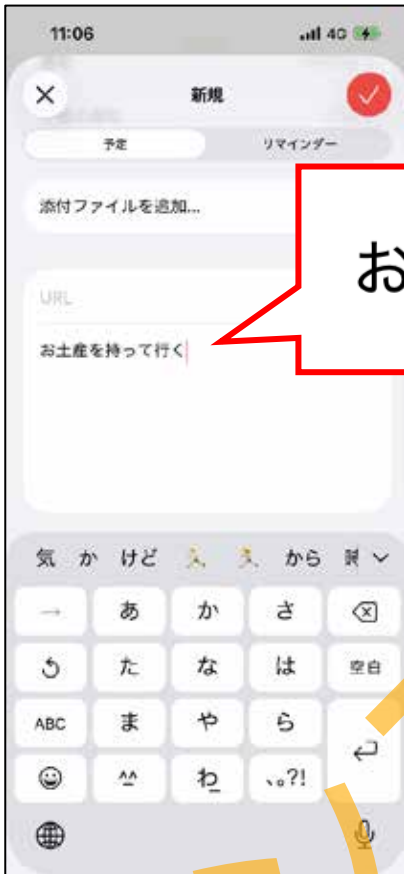 11:06
4G
新規
予定
リマインダー
添付ファイルを追加...
お
URL
お土産を持って行く
気 か けど から
→ あ か さ
た な は 空白
ABC ま や ら
^^ わ_ 、。?!